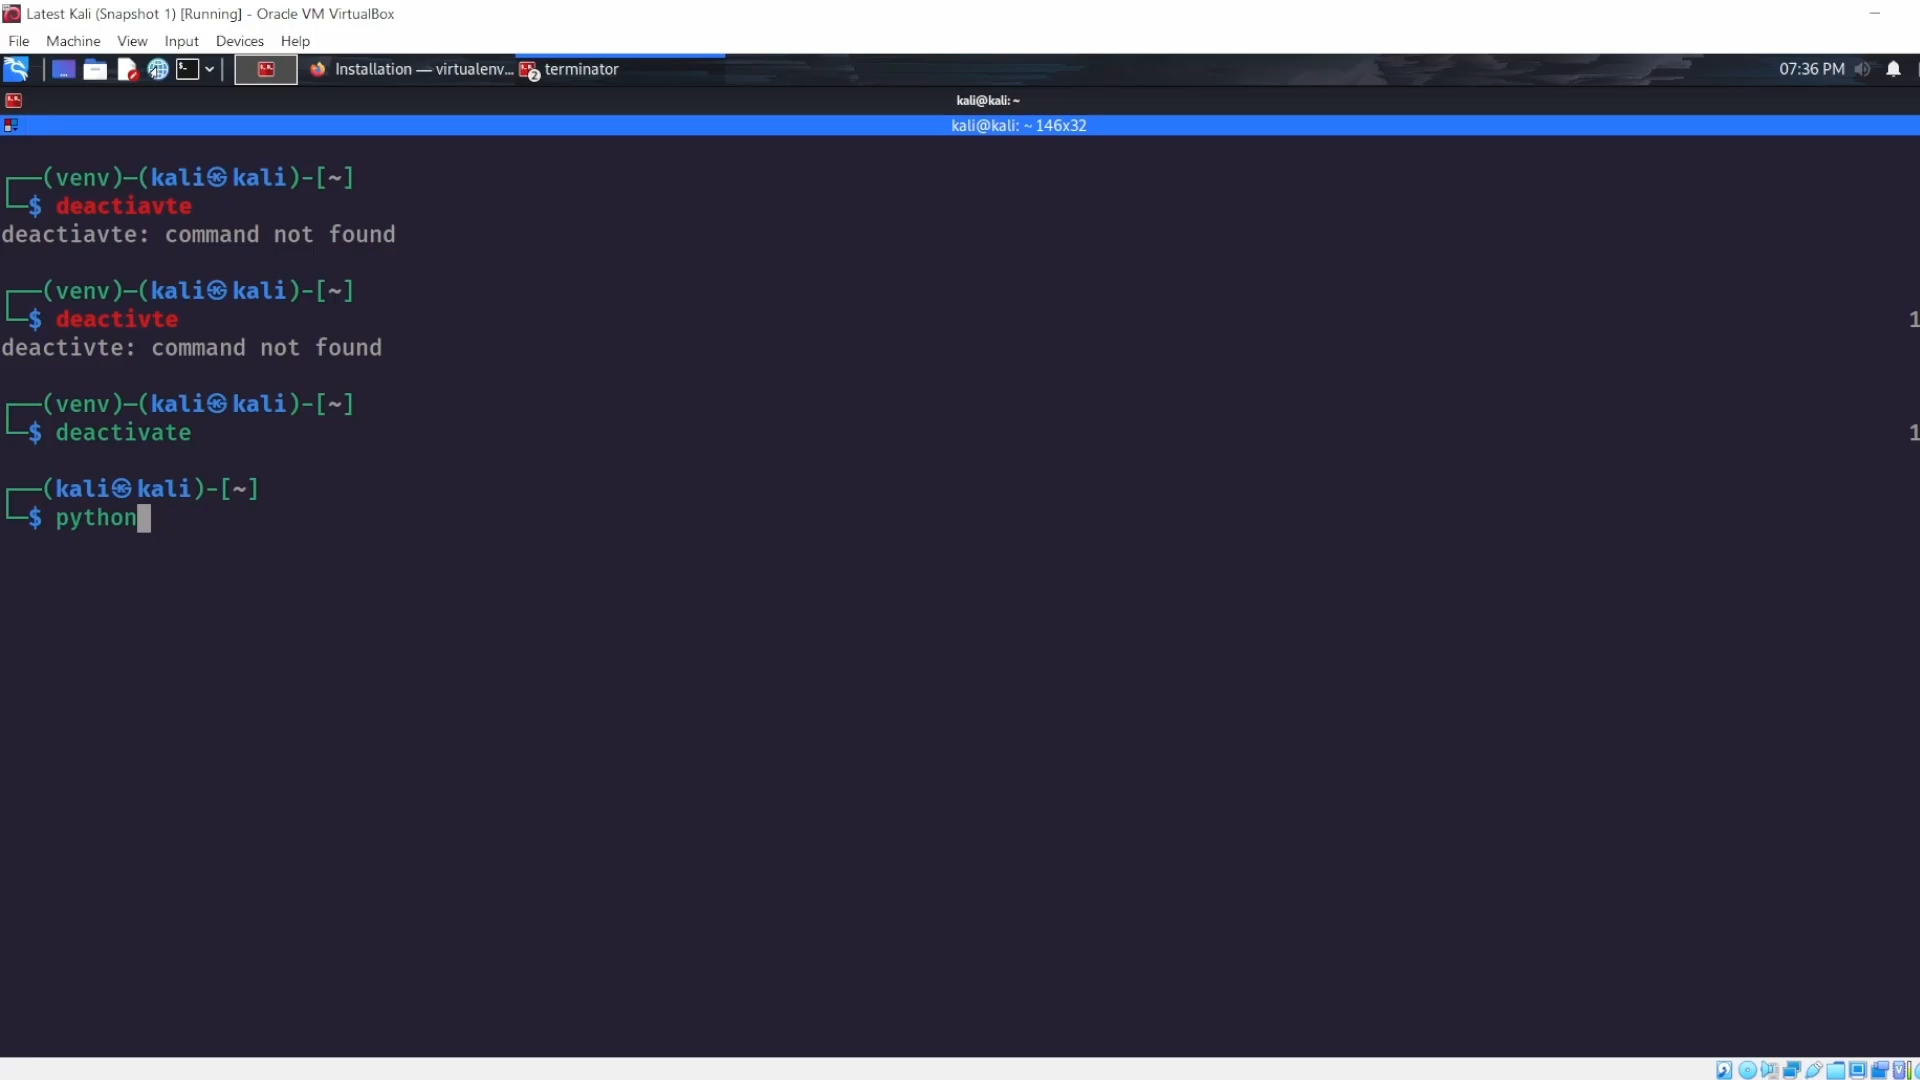 Latest Kali (Snapshot 1) [Running] - Oracle VM VirtualBox
File Machine View Input Devices Help
Installation — virtualenv... terminator 07:36 PM
kali@kali: ~
kali@kali: ~ 146x32
┌──(venv)─(kali㉿kali)-[~]
└─$ deactiavte
deactiavte: command not found
┌──(venv)─(kali㉿kali)-[~]
└─$ deactivte 1
deactivte: command not found
┌──(venv)─(kali㉿kali)-[~]
└─$ deactivate 1
┌──(kali㉿kali)-[~]
└─$ python